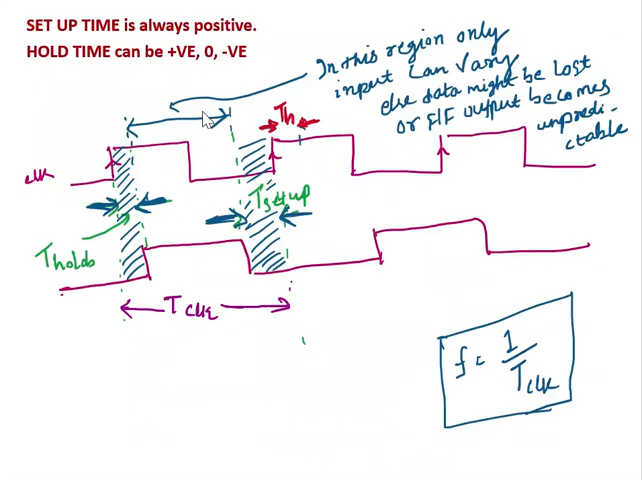 SET UP TIME is always positive.
HOLD TIME can be +VE, 0, -VE
In this region only
input Can Vary
else data might be lost
or F/F output becomes
unpredi-
ctable
Th
clk
Tsetup
Tholds
Tclk
f = 1/Tclk